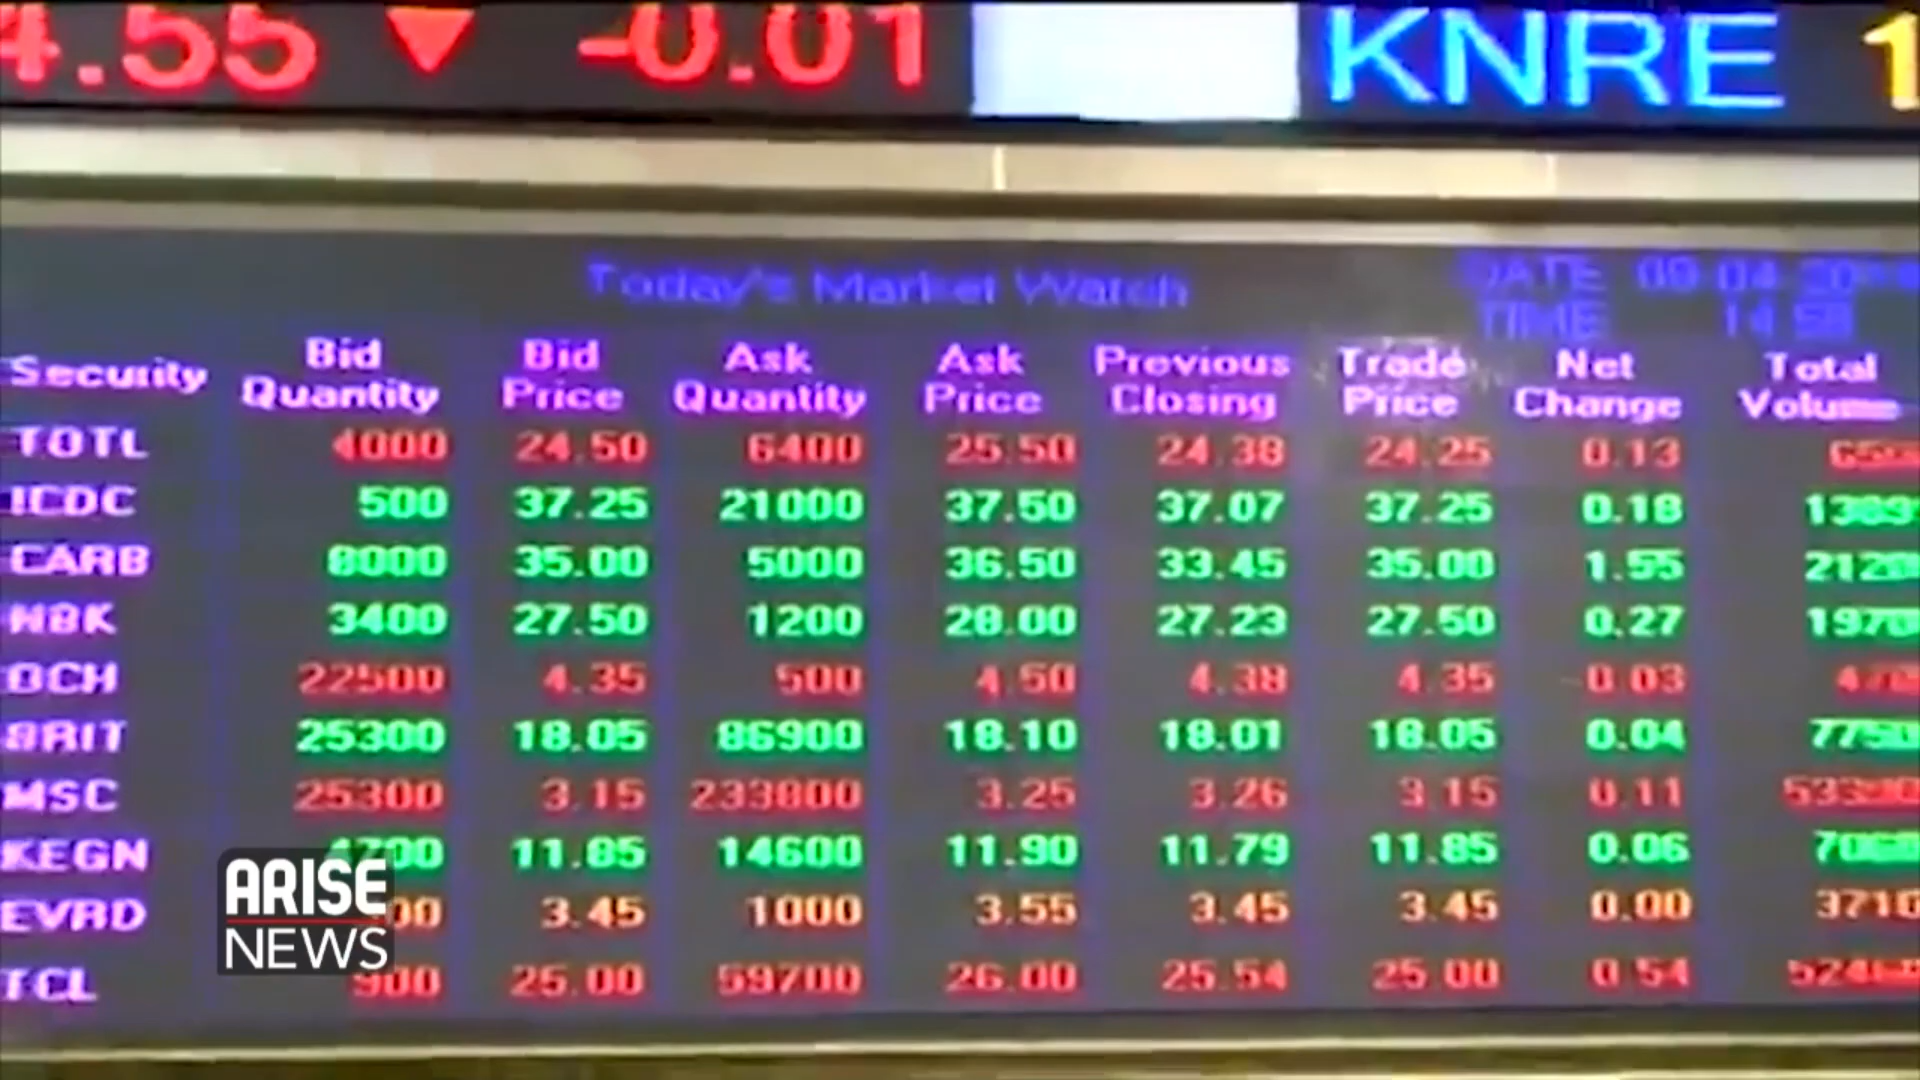 4.55 ▼ -0.01 KNRE 1
Today's Market Watch
DATE
TIME 14:58
Security Bid Quantity Bid Price Ask Quantity Ask Price Previous Closing Trade Price Net Change Total Volume
TOTL 4000 24.50 6400 25.50 24.38 24.25 0.13
ICDC 500 37.25 21000 37.50 37.07 37.25 0.18
CARB 8000 35.00 5000 36.50 33.45 35.00 1.55
NBK 3400 27.50 1200 28.00 27.23 27.50 0.27
OCH 22500 4.35 500 4.50 4.38 4.35 -0.03
BRIT 25300 18.05 86900 18.10 18.01 18.05 0.04
MSC 25300 3.15 233800 3.25 3.26 3.15 0.11
KEGN 4700 11.85 14600 11.90 11.79 11.85 0.06
EVRD 00 3.45 1000 3.55 3.45 3.45 0.00
TCL 900 25.00 59700 26.00 25.54 25.00 0.54
ARISE
NEWS